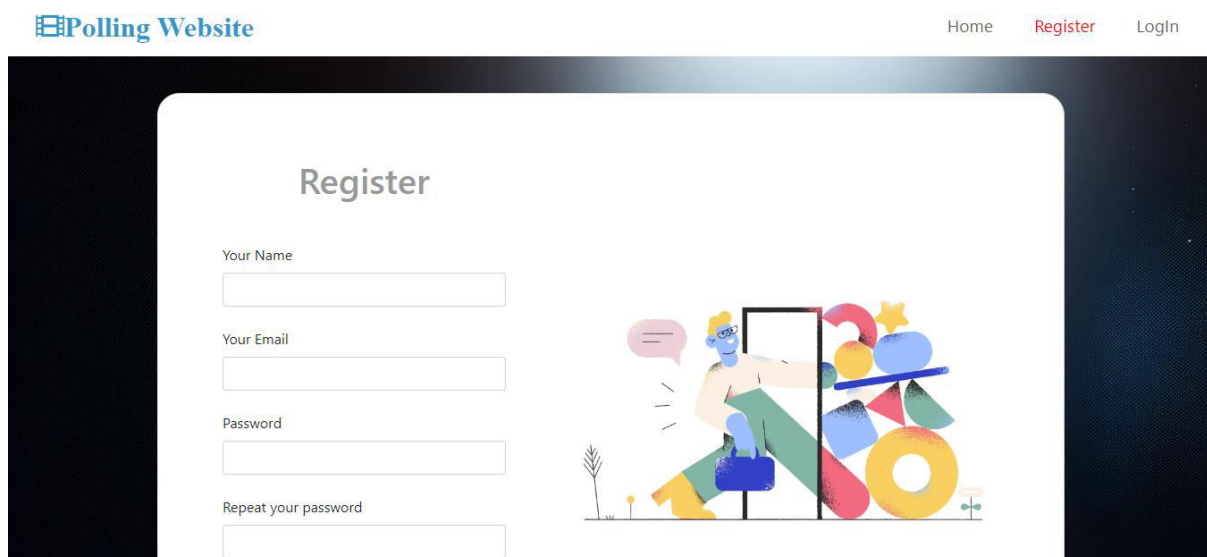 Polling Website
Home Register LogIn
Register
Your Name
Your Email
Password
Repeat your password